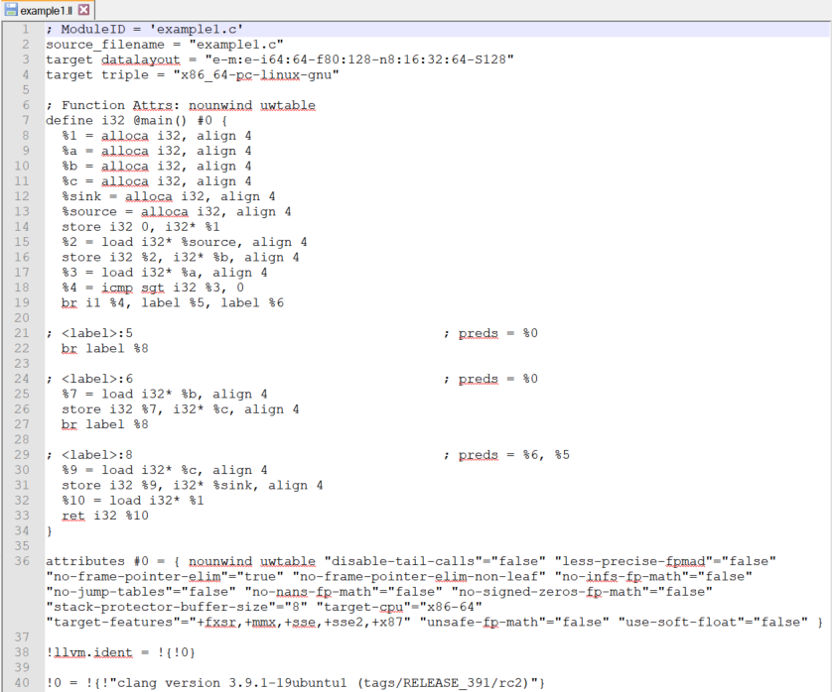 example1.ll
1 ; ModuleID = 'example1.c'
2 source_filename = "example1.c"
3 target datalayout = "e-m:e-i64:64-f80:128-n8:16:32:64-S128"
4 target triple = "x86_64-pc-linux-gnu"
5
6 ; Function Attrs: nounwind uwtable
7 define i32 @main() #0 {
8   %1 = alloca i32, align 4
9   %a = alloca i32, align 4
10   %b = alloca i32, align 4
11   %c = alloca i32, align 4
12   %sink = alloca i32, align 4
13   %source = alloca i32, align 4
14   store i32 0, i32* %1
15   %2 = load i32* %source, align 4
16   store i32 %2, i32* %b, align 4
17   %3 = load i32* %a, align 4
18   %4 = icmp sgt i32 %3, 0
19   br i1 %4, label %5, label %6
20
21 ; <label>:5                                       ; preds = %0
22   br label %8
23
24 ; <label>:6                                       ; preds = %0
25   %7 = load i32* %b, align 4
26   store i32 %7, i32* %c, align 4
27   br label %8
28
29 ; <label>:8                                       ; preds = %6, %5
30   %9 = load i32* %c, align 4
31   store i32 %9, i32* %sink, align 4
32   %10 = load i32* %1
33   ret i32 %10
34 }
35
36 attributes #0 = { nounwind uwtable "disable-tail-calls"="false" "less-precise-fpmad"="false"
"no-frame-pointer-elim"="true" "no-frame-pointer-elim-non-leaf" "no-infs-fp-math"="false"
"no-jump-tables"="false" "no-nans-fp-math"="false" "no-signed-zeros-fp-math"="false"
"stack-protector-buffer-size"="8" "target-cpu"="x86-64"
"target-features"="+fxsr,+mmx,+sse,+sse2,+x87" "unsafe-fp-math"="false" "use-soft-float"="false" }
37
38 !llvm.ident = !{!0}
39
40 !0 = !{!"clang version 3.9.1-19ubuntu1 (tags/RELEASE_391/rc2)"}